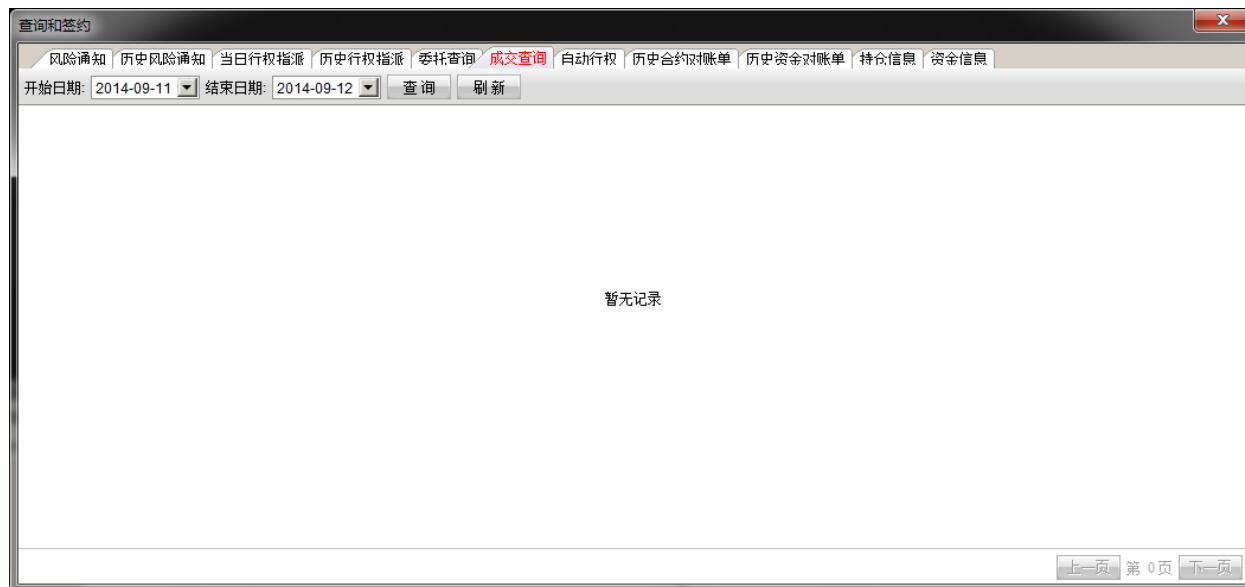 查询和签约
风险通知 历史风险通知 当日行权指派 历史行权指派 委托查询 成交查询 自动行权 历史合约对账单 历史资金对账单 持仓信息 资金信息
开始日期: 2014-09-11 结束日期: 2014-09-12 查 询 刷 新
暂无记录
上一页 第 0页 下一页